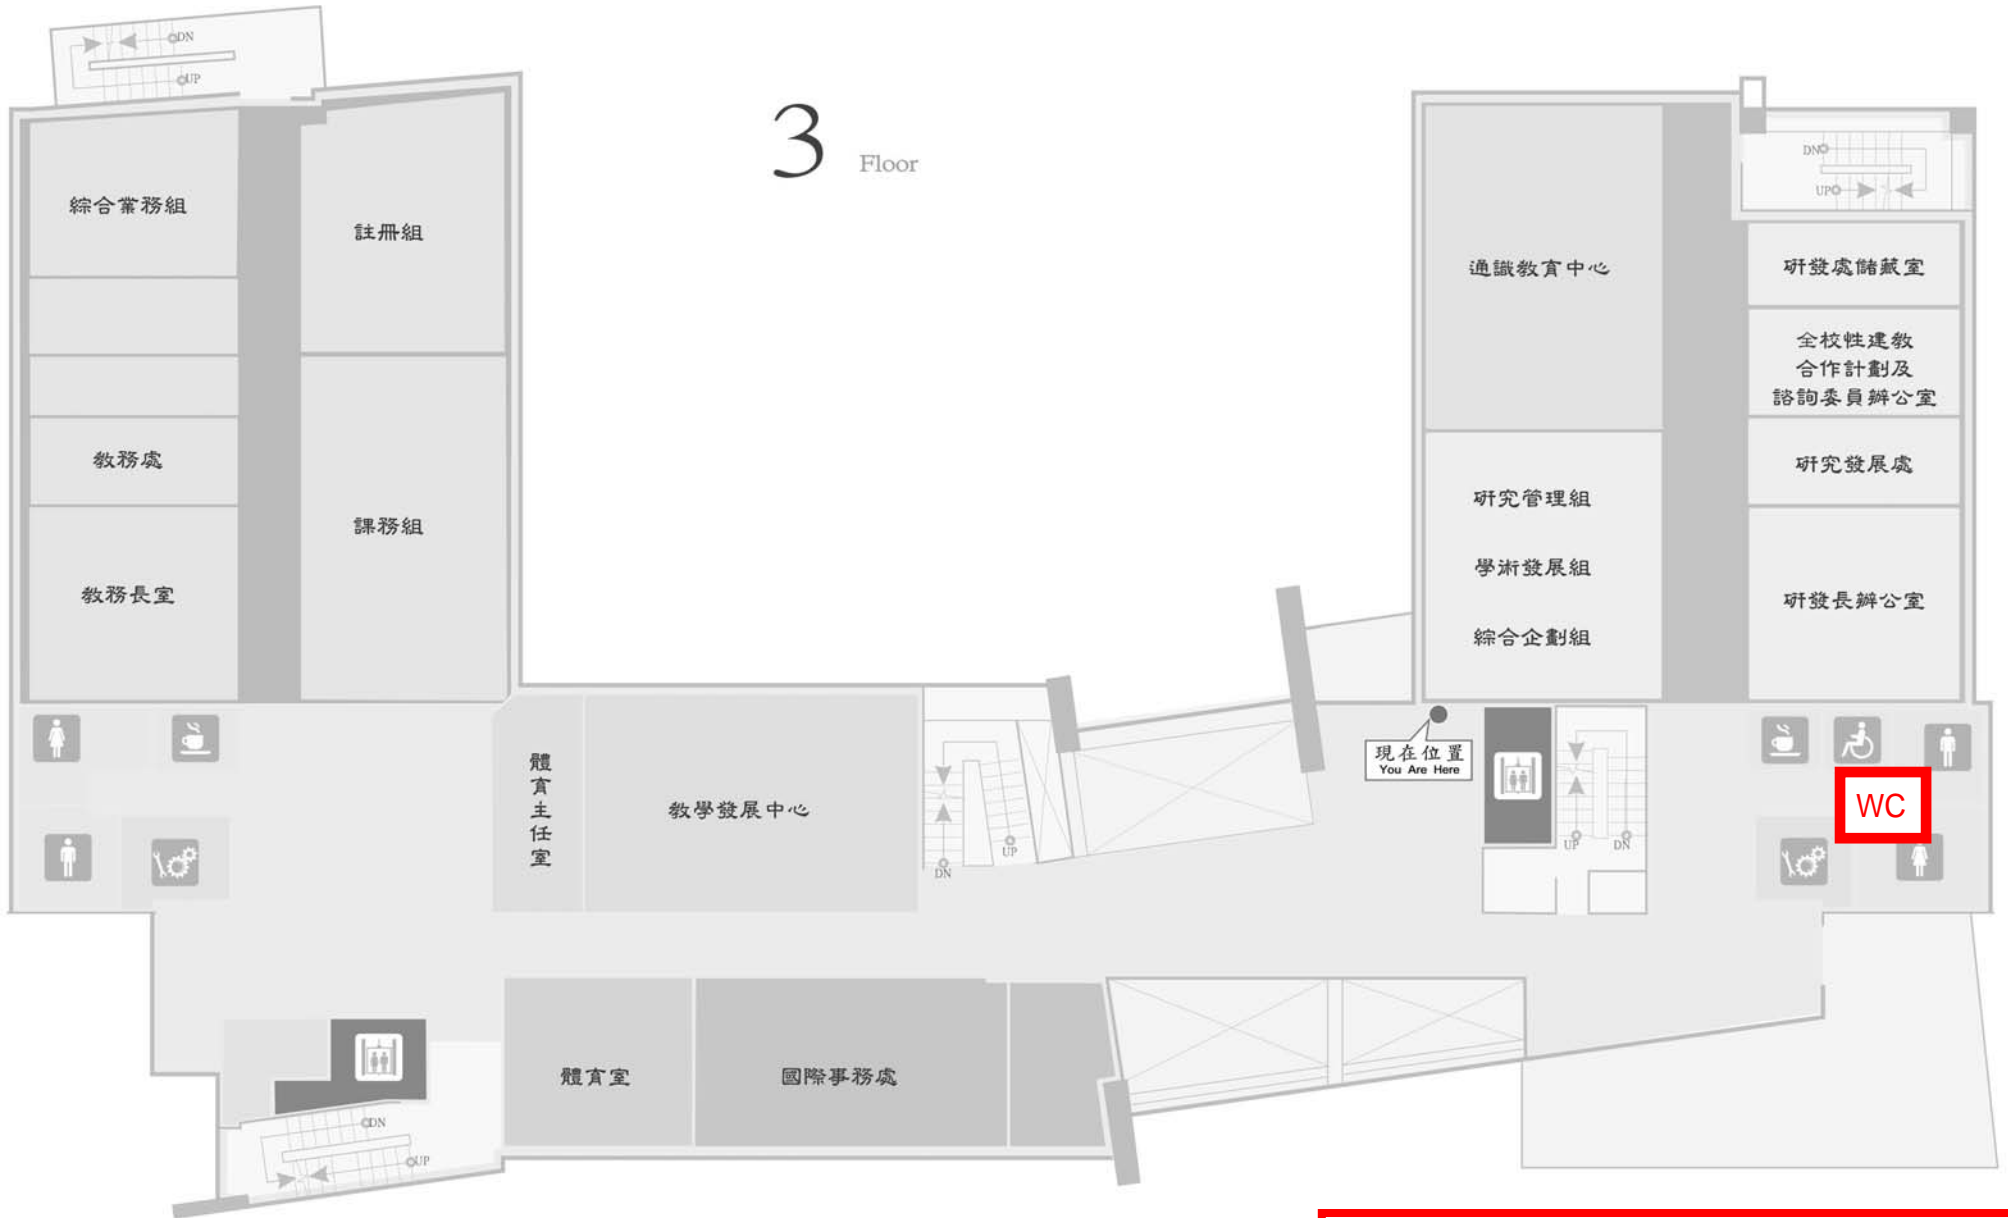 DN
UP
3 Floor
綜合業務組
註冊組
教務處
課務組
教務長室
通識教育中心
DN
UP
研發處儲藏室
全校性建教
合作計劃及
諮詢委員辦公室
研究發展處
研究管理組
學術發展組
綜合企劃組
研發長辦公室
體育主任室
教學發展中心
UP
DN
現在位置
You Are Here
UP
DN
WC
體育室
國際事務處
DN
UP